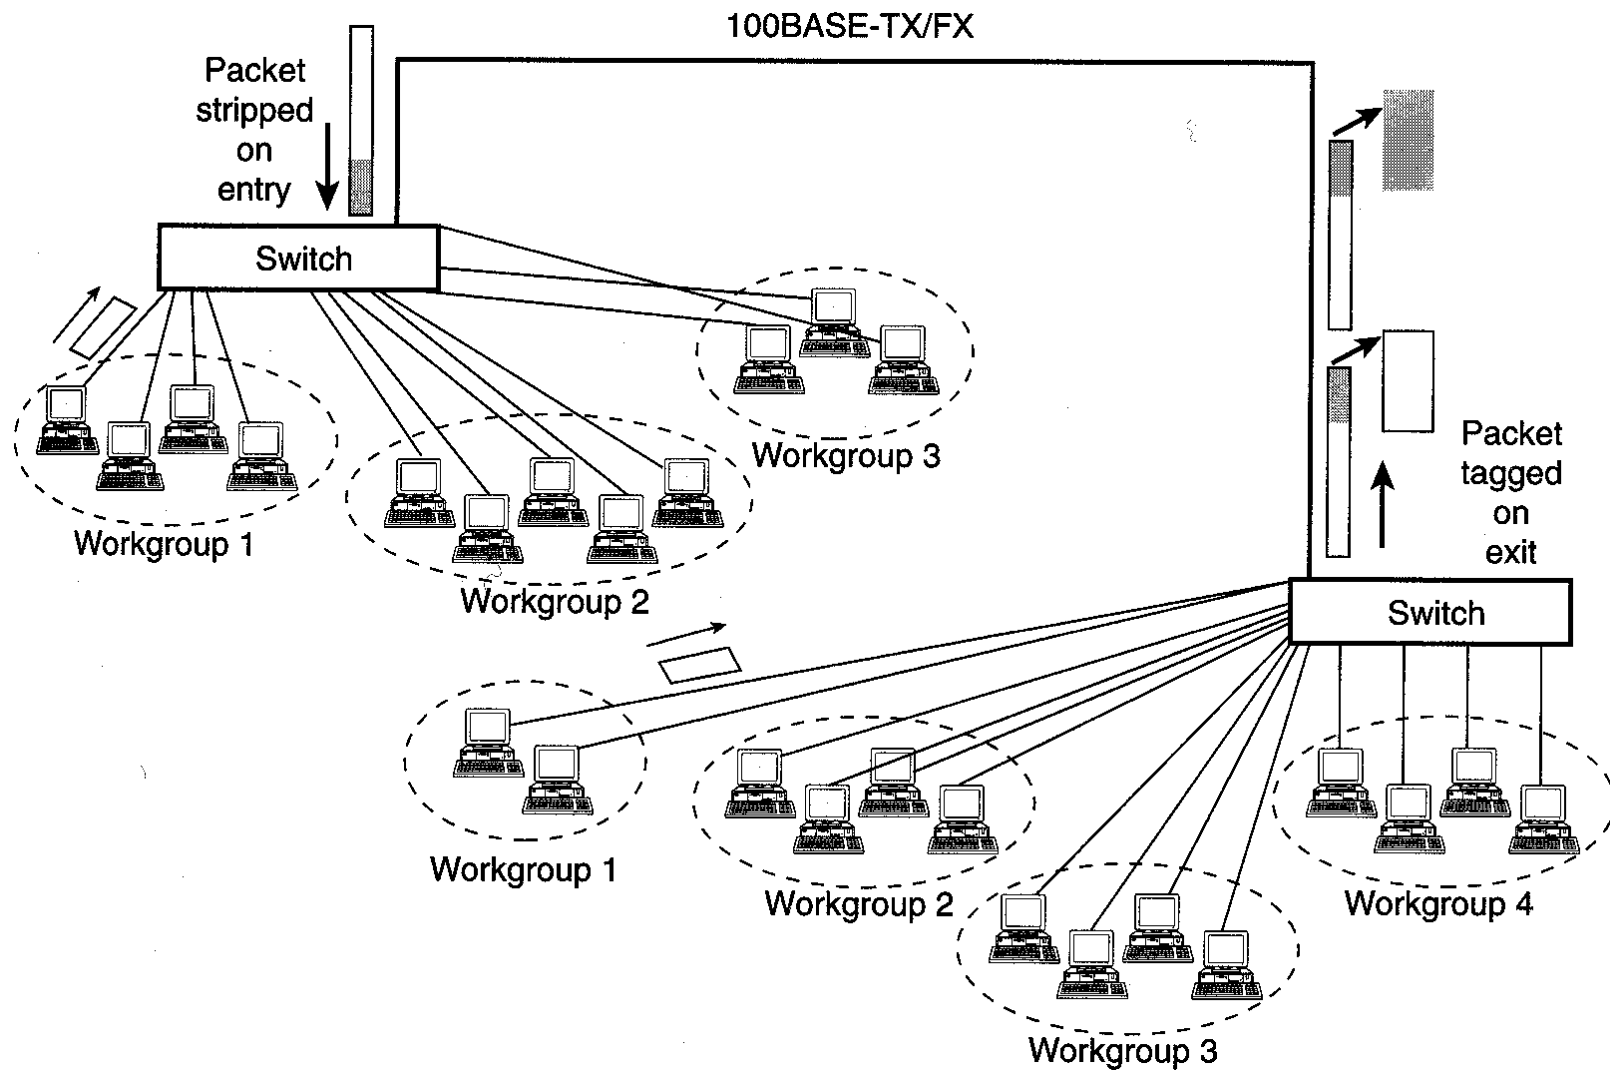 100BASE-TX/FX
Packet
stripped
on
entry
Switch
Workgroup 3
Workgroup 1
Workgroup 2
Packet
tagged
on
exit
Switch
Workgroup 1
Workgroup 2
Workgroup 4
Workgroup 3